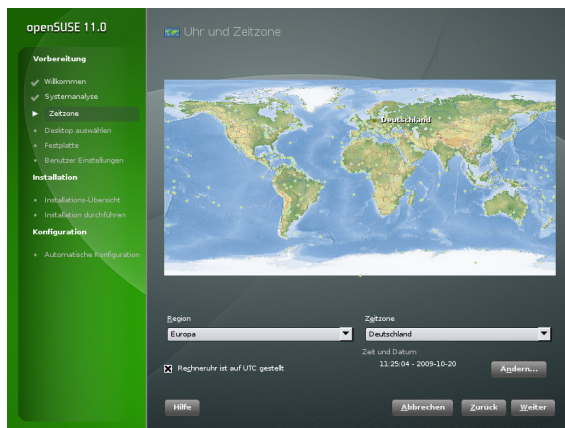 openSUSE 11.0
Vorbereitung
Willkommen
Systemanalyse
Zeitzone
Desktop auswählen
Festplatte
Benutzer Einstellungen
Installation
Installations-Übersicht
Installation durchführen
Konfiguration
Automatische Konfiguration
Uhr und Zeitzone
Deutschland
Region
Europa
Zeitzone
Deutschland
Rechneruhr ist auf UTC gestellt
Zeit und Datum
11:25:04 - 2009-10-20
Ändern...
Hilfe
Abbrechen
Zurück
Weiter